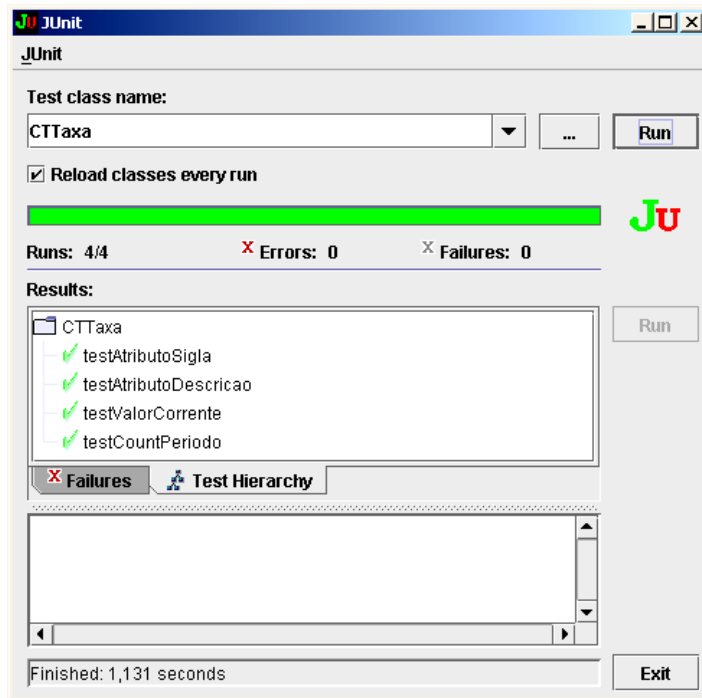 JU JUnit
JUnit
Test class name:
CTTaxa
...
Run
Reload classes every run
JU
Runs: 4/4
X Errors: 0
X Failures: 0
Results:
Run
CTTaxa
testAtributoSigla
testAtributoDescricao
testValorCorrente
testCountPeriodo
X Failures
Test Hierarchy
Finished: 1,131 seconds
Exit